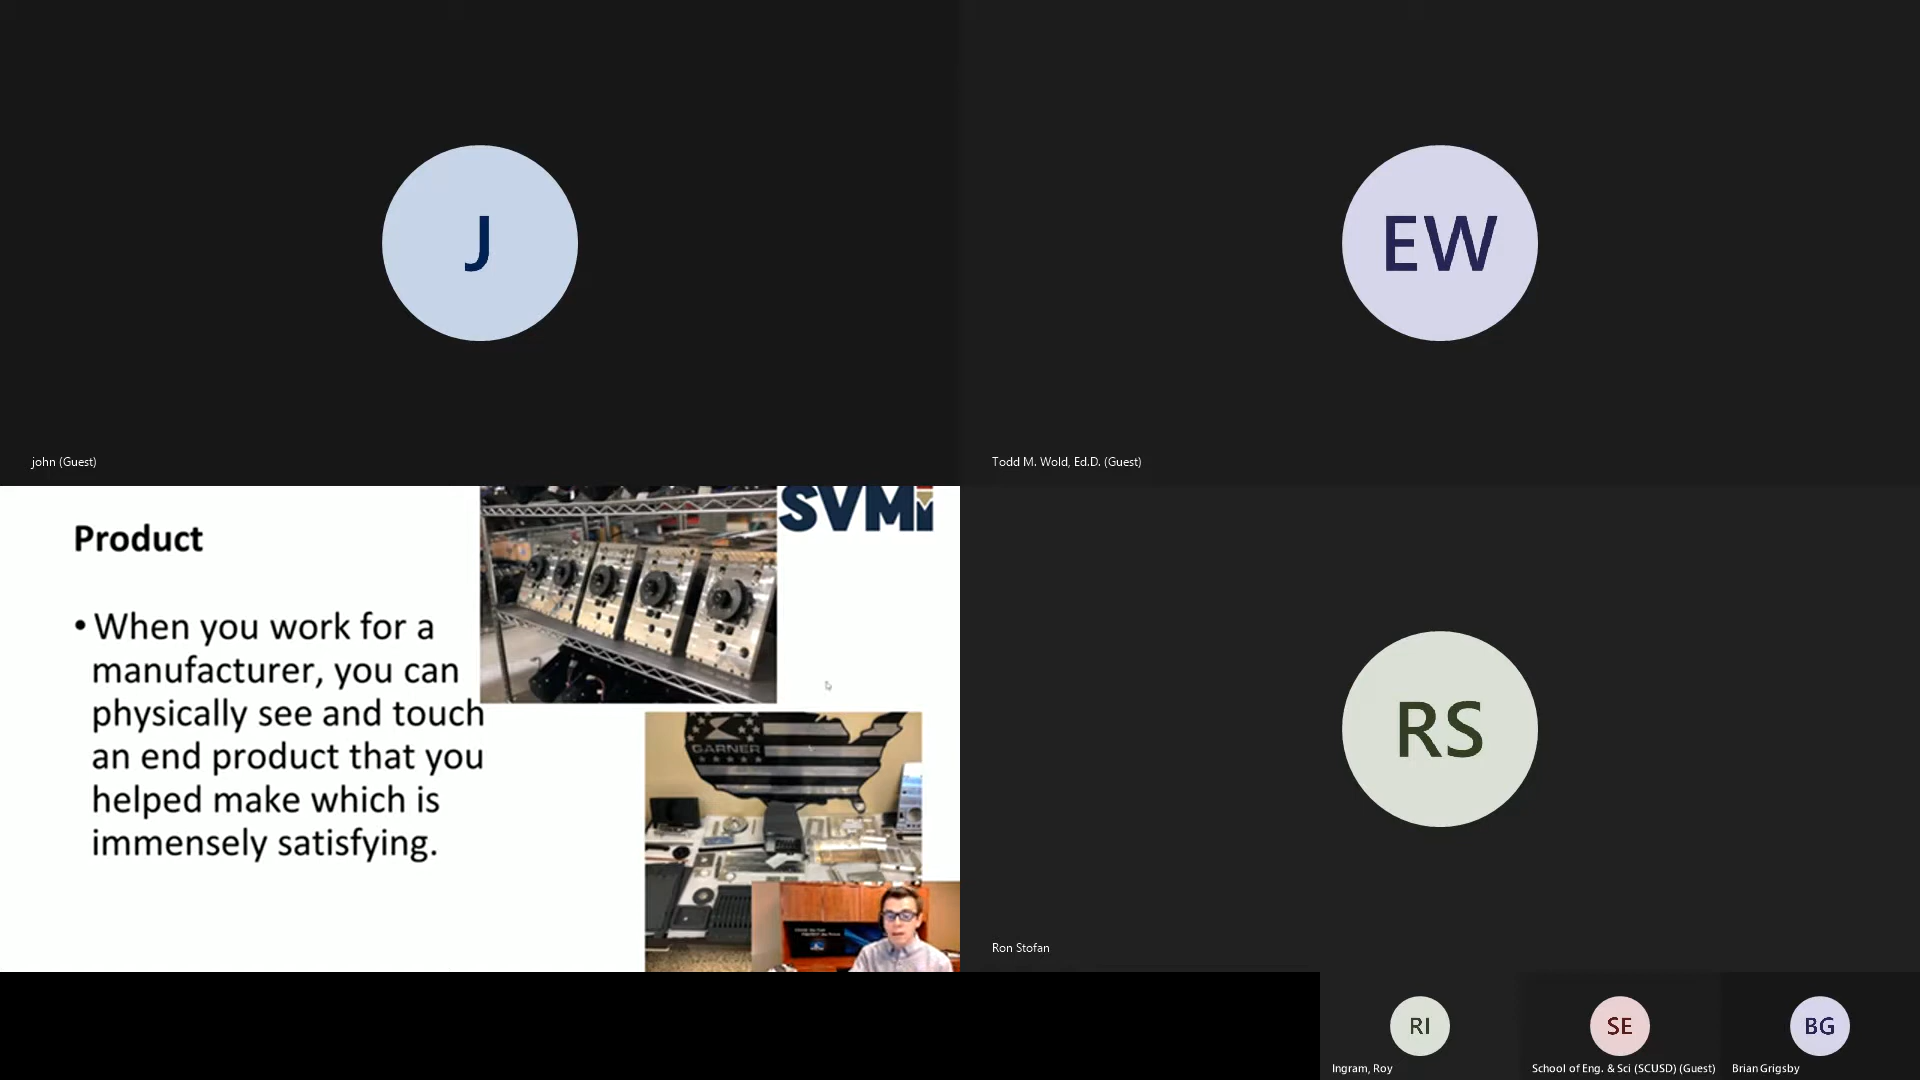 J
EW
john (Guest)
Todd M. Wold, Ed.D. (Guest)
SVMi
Product
• When you work for a
manufacturer, you can
physically see and touch
an end product that you
helped make which is
immensely satisfying.
GARNER
RS
Ron Stofan
RI
SE
BG
Ingram, Roy
School of Eng. & Sci (SCUSD) (Guest)
Brian Grigsby